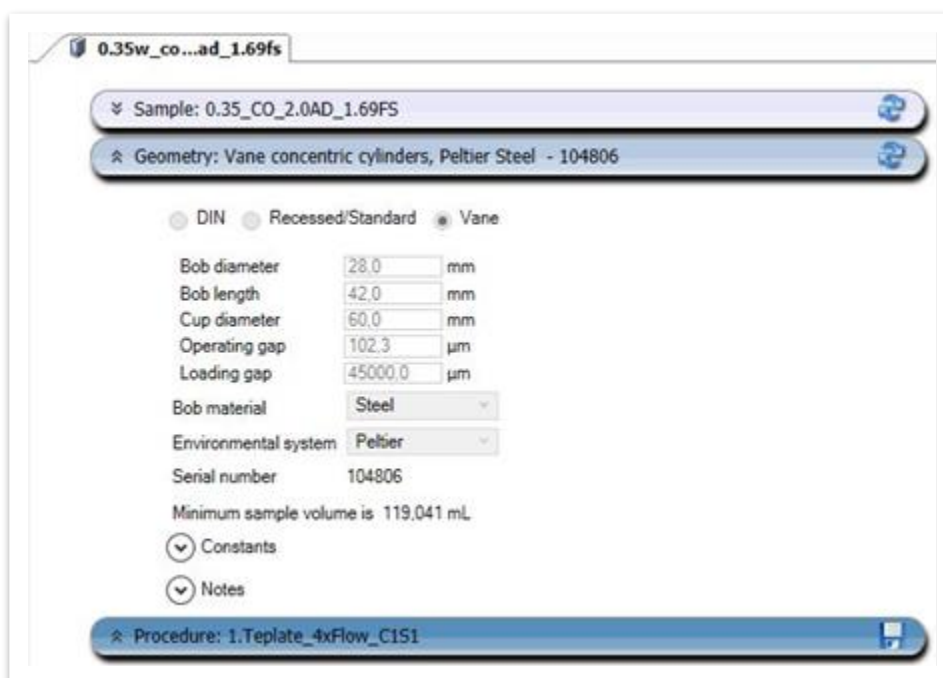 0.35w_co...ad_1.69fs
Sample: 0.35_CO_2.0AD_1.69FS
Geometry: Vane concentric cylinders, Peltier Steel - 104806
DIN Recessed/Standard Vane
Bob diameter 28,0 mm
Bob length 42,0 mm
Cup diameter 60,0 mm
Operating gap 102,3 µm
Loading gap 45000,0 µm
Bob material Steel
Environmental system Peltier
Serial number 104806
Minimum sample volume is 119,041 mL
Constants
Notes
Procedure: 1.Teplate_4xFlow_C1S1